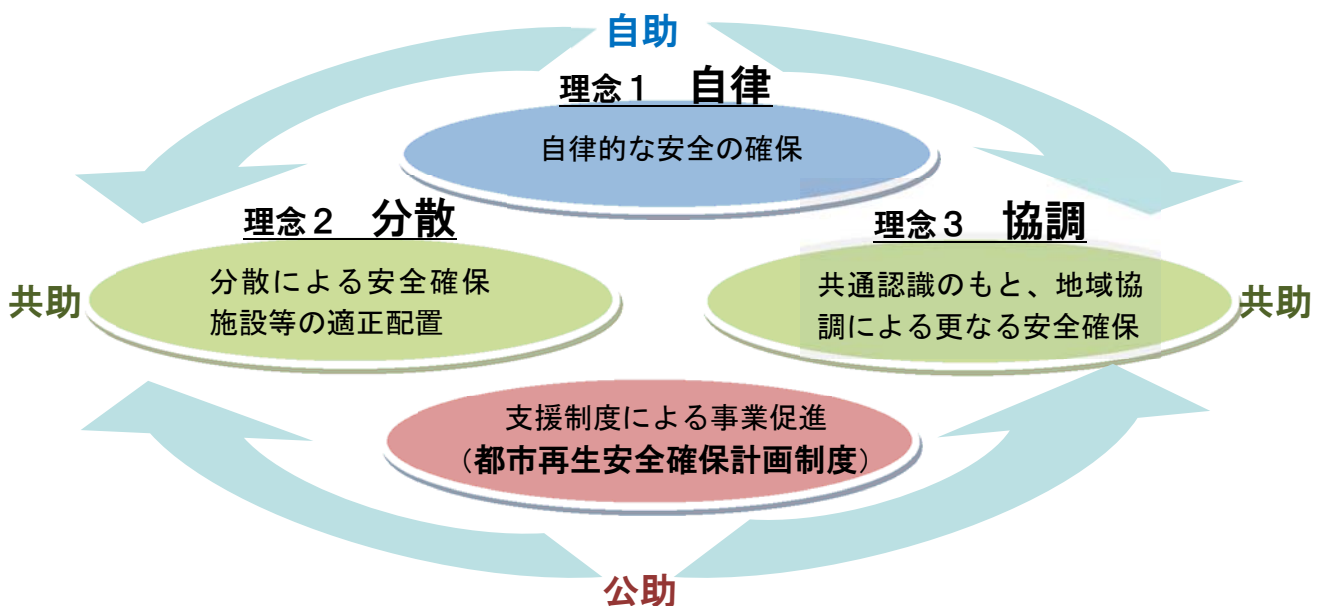 自助
理念1 自律
自律的な安全の確保
理念2 分散
分散による安全確保
施設等の適正配置
共助
理念3 協調
共通認識のもと、地域協
調による更なる安全確保
共助
支援制度による事業促進
（都市再生安全確保計画制度）
公助